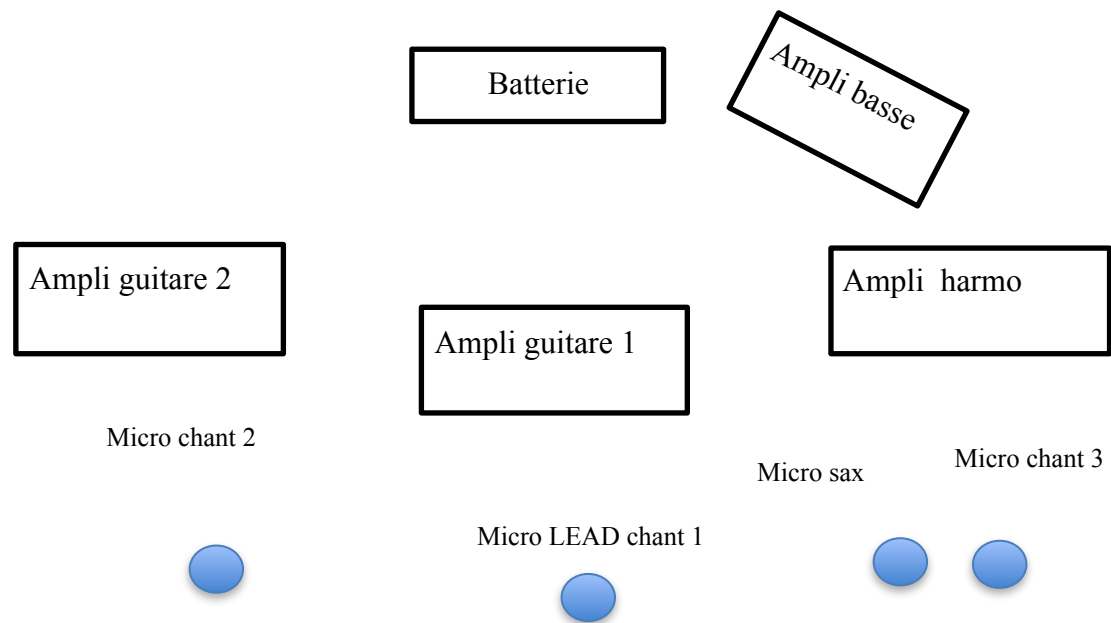 Batterie
Ampli basse
Ampli guitare 2
Ampli guitare 1
Ampli harmo
Micro chant 2
Micro LEAD chant 1
Micro sax
Micro chant 3